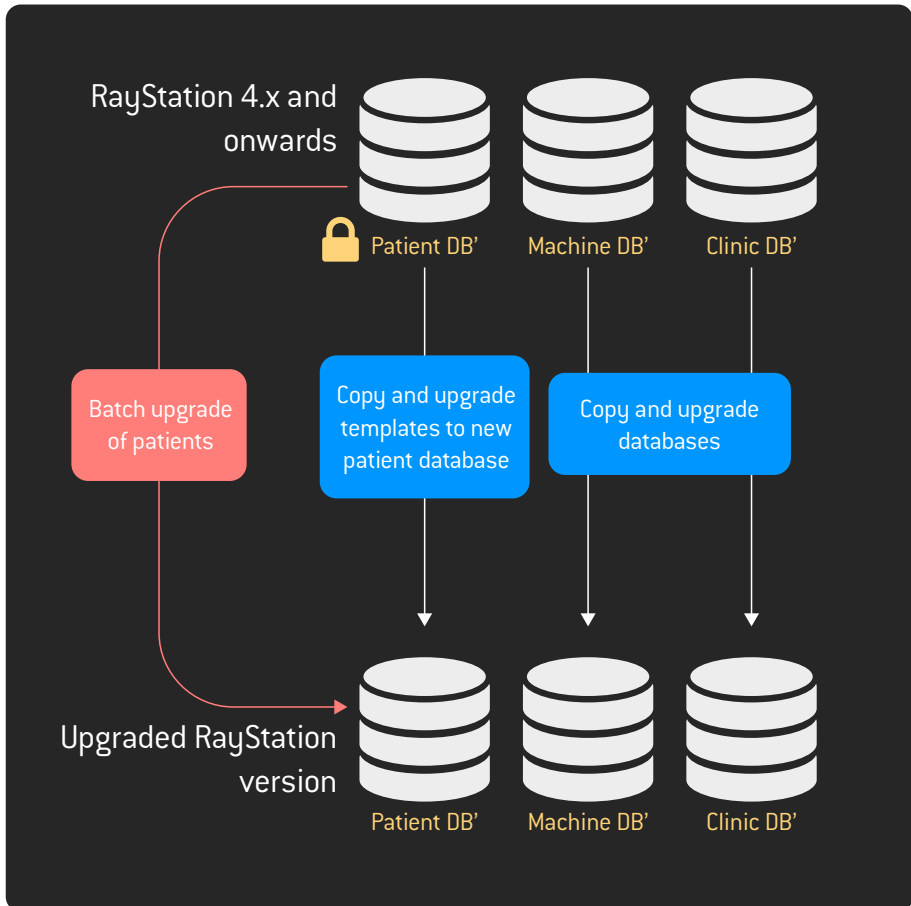 RayStation 4.x and
onwards
Patient DB’
Machine DB’
Clinic DB’
Batch upgrade
of patients
Copy and upgrade
templates to new
patient database
Copy and upgrade
databases
Upgraded RayStation
version
Patient DB’
Machine DB’
Clinic DB’